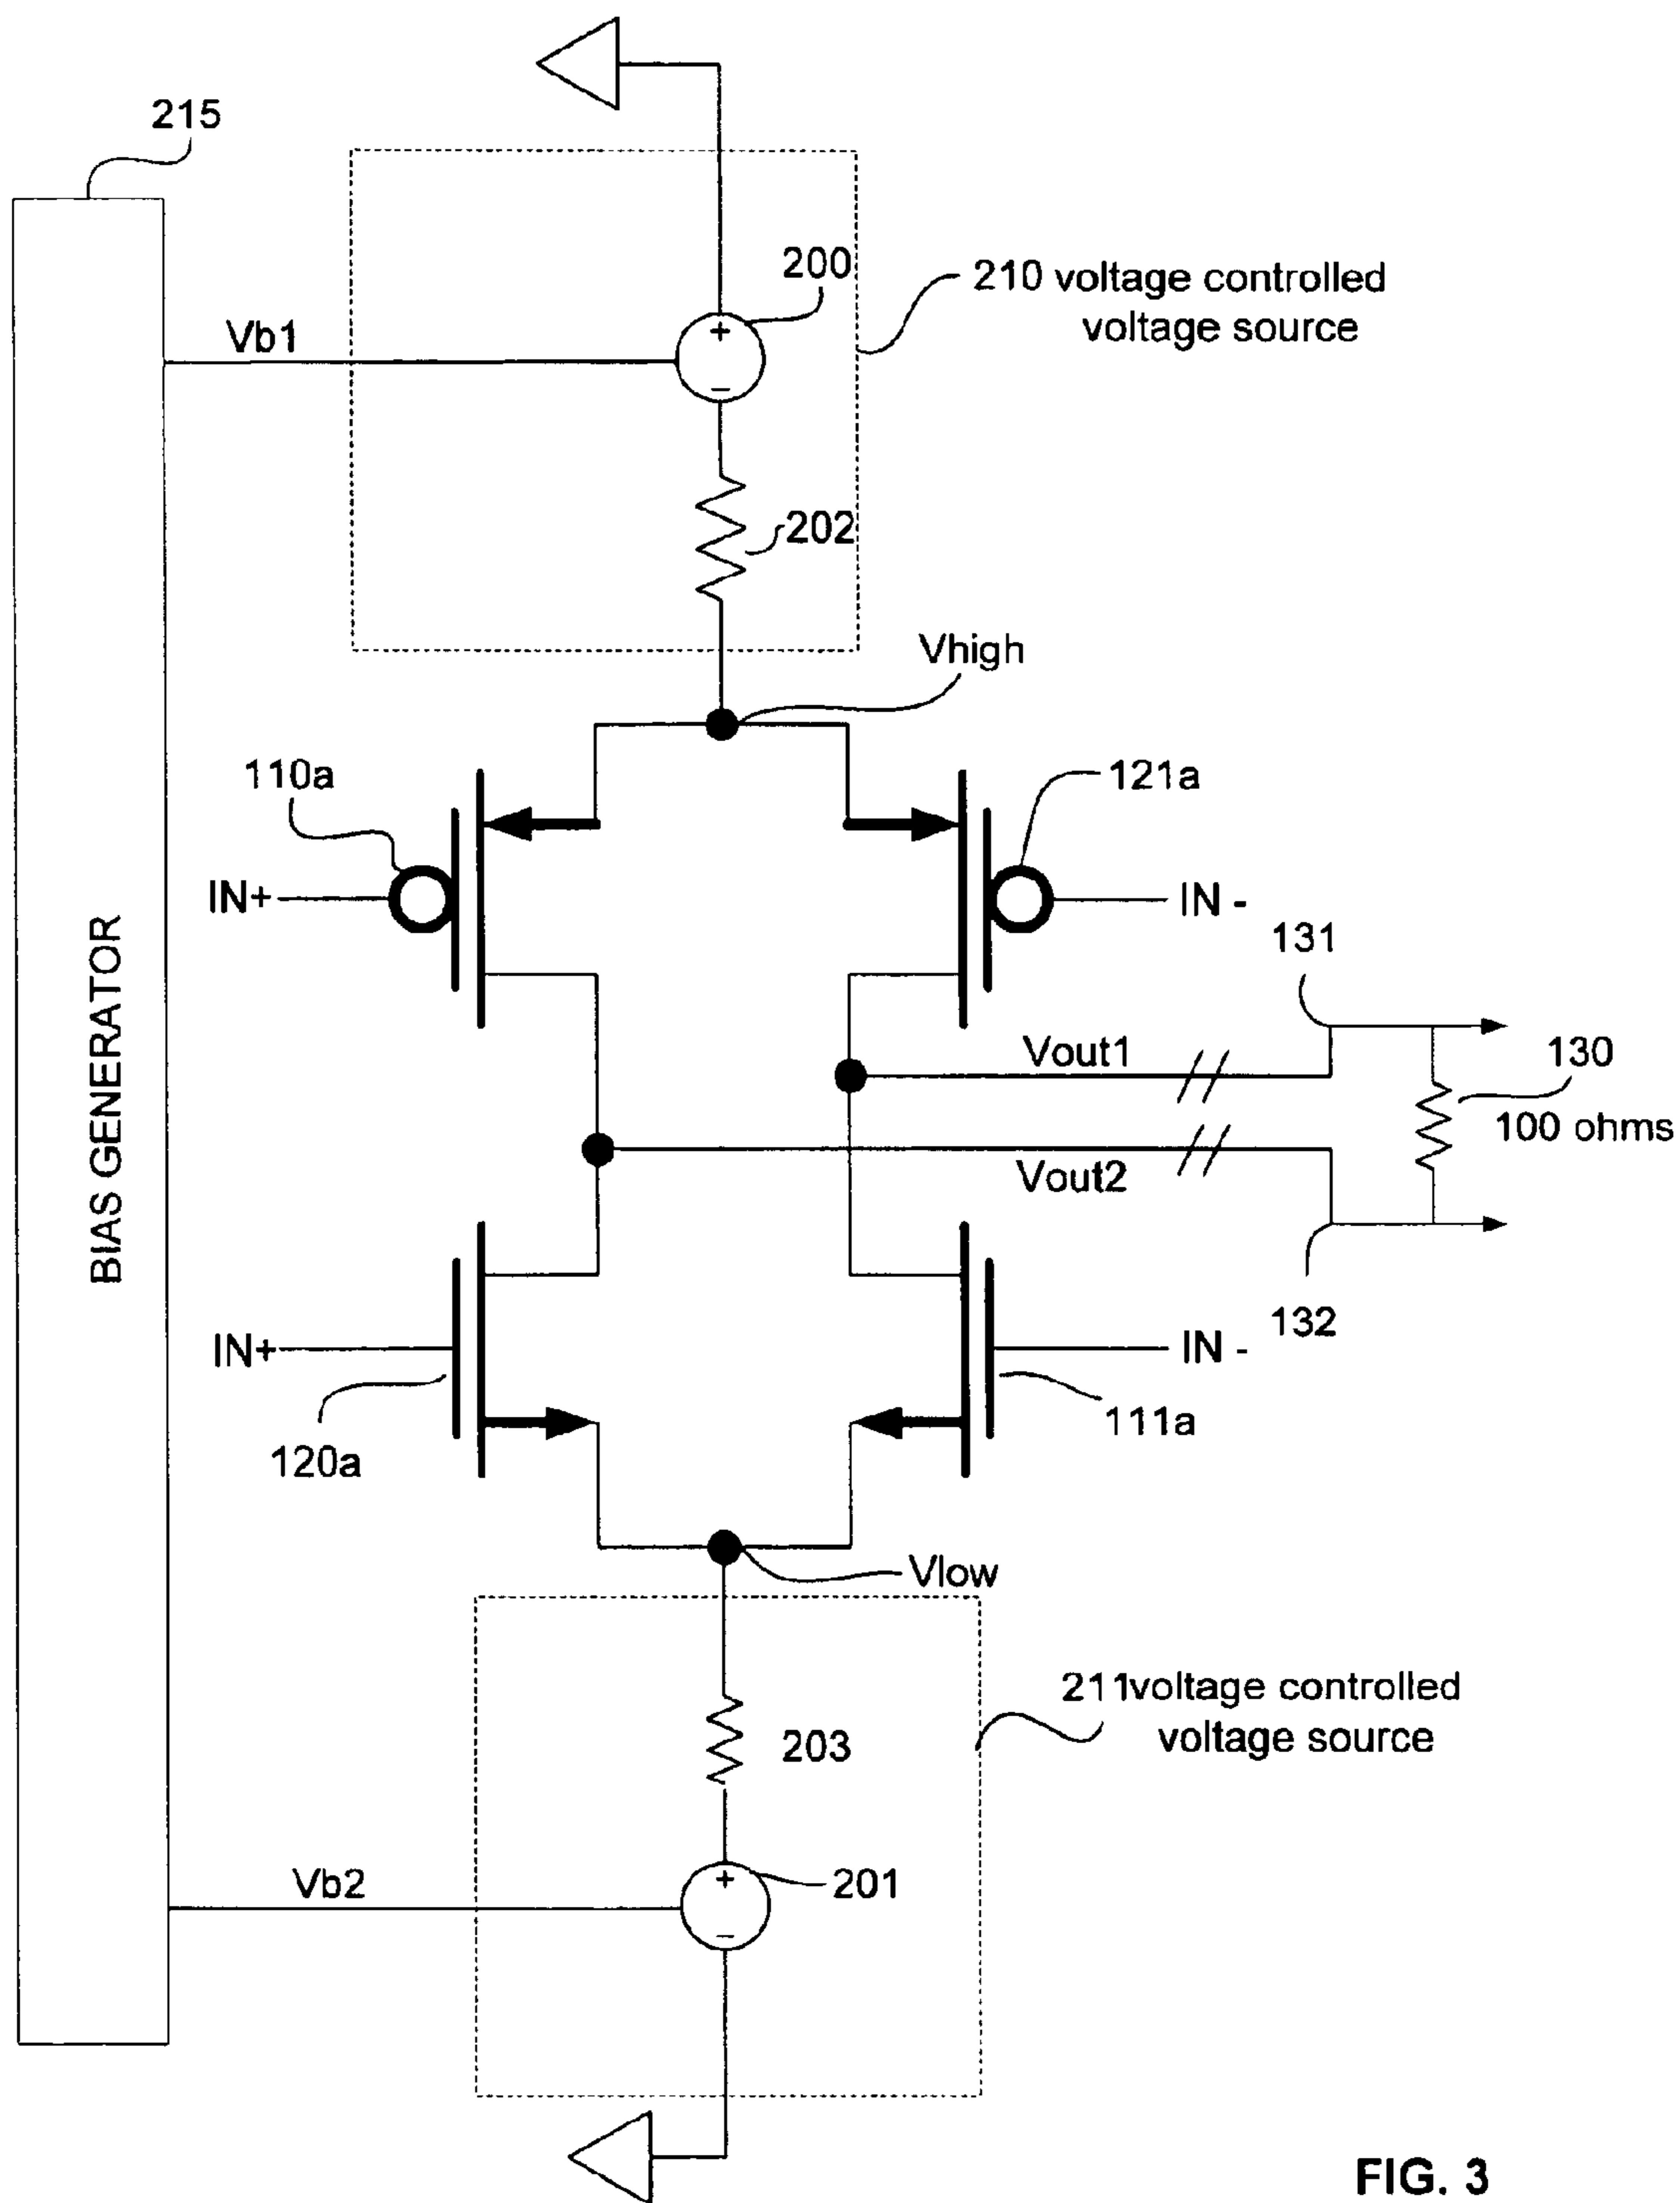 215
200
210 voltage controlled
voltage source
Vb1
202
Vhigh
110a
121a
IN+
IN -
131
Vout1
130
100 ohms
Vout2
BIAS GENERATOR
132
IN+
IN -
120a
111a
Vlow
211voltage controlled
voltage source
203
Vb2
+
201
−
+
−
FIG. 3